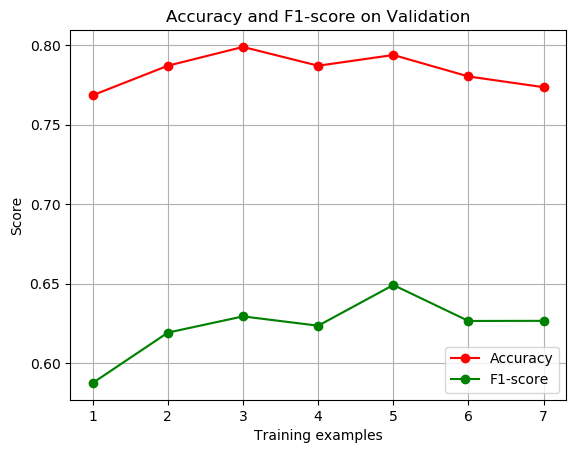 Accuracy and F1-score on Validation
0.80
0.75
0.70
0.65
0.60
Score
1 2 3 4 5 6 7
Training examples
Accuracy
F1-score